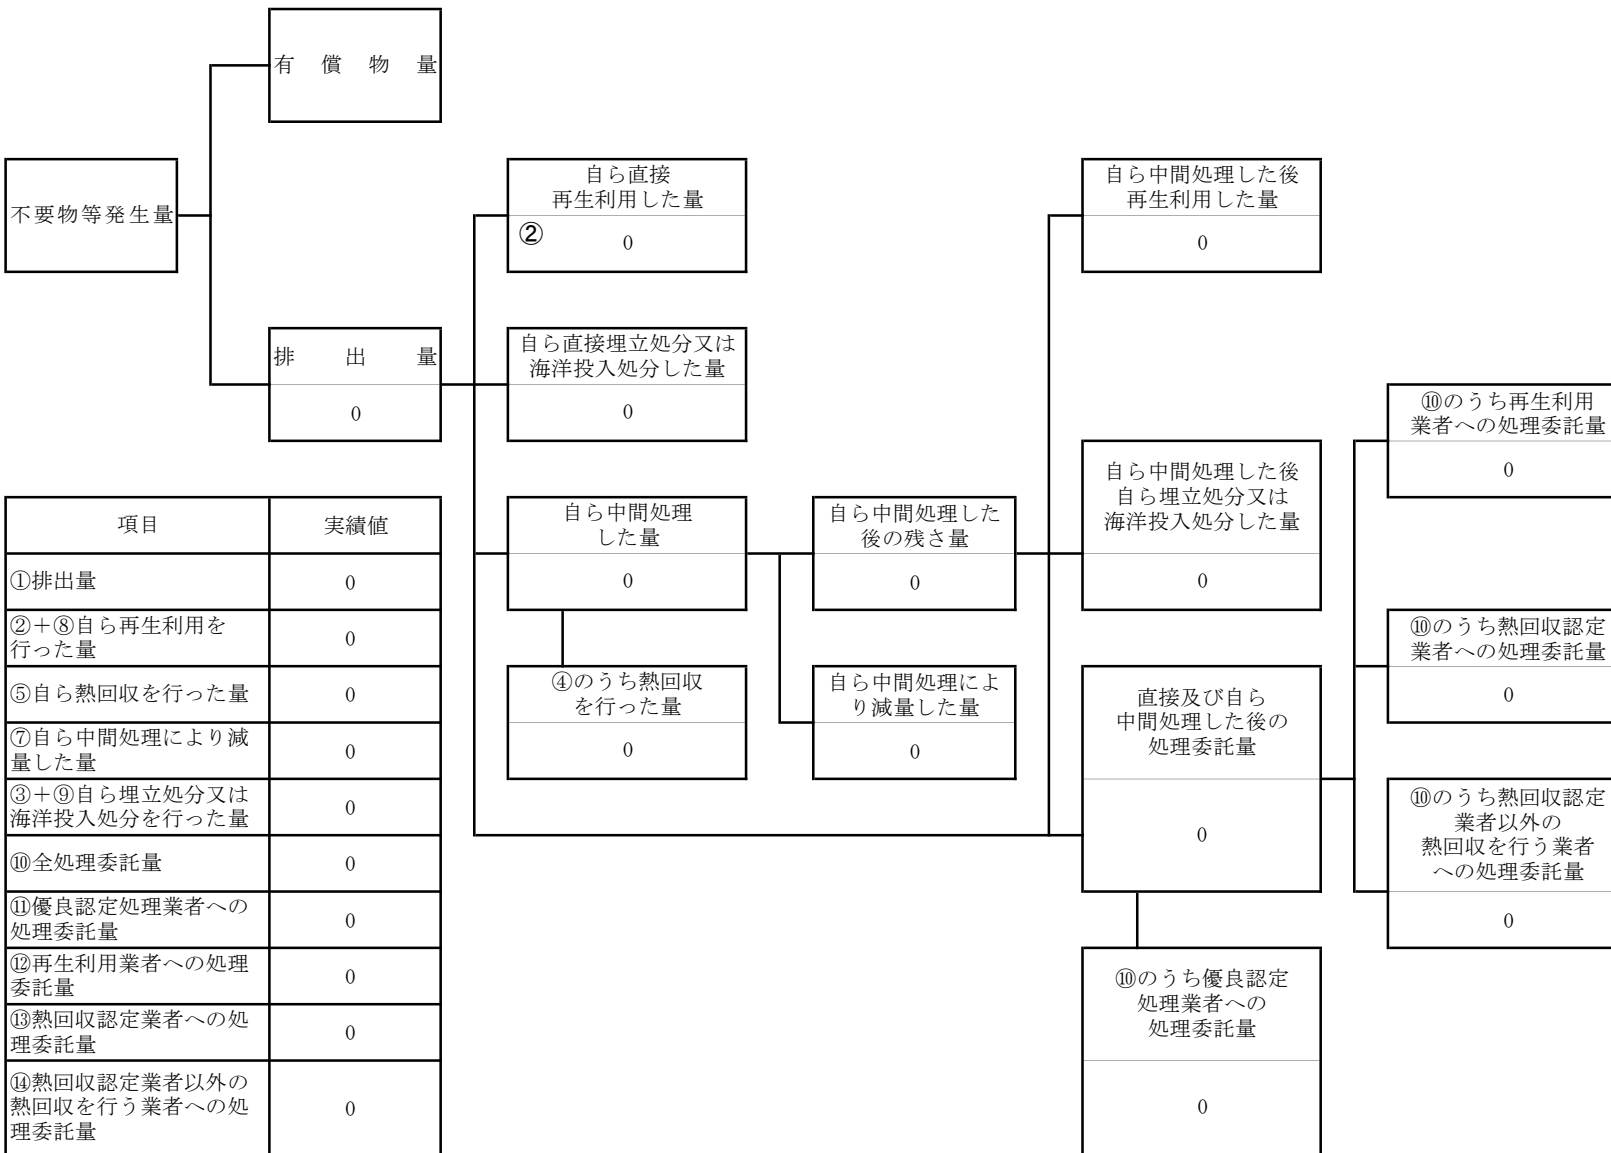 有償物量
不要物等発生量
自ら直接
再生利用した量
②
0
自ら中間処理した後
再生利用した量
0
排出量
0
自ら直接埋立処分又は
海洋投入処分した量
0
⑩のうち再生利用
業者への処理委託量
0
自ら中間処理した後
自ら埋立処分又は
海洋投入処分した量
0
自ら中間処理
した量
0
自ら中間処理した
後の残さ量
0
⑩のうち熱回収認定
業者への処理委託量
0
④のうち熱回収
を行った量
0
自ら中間処理によ
り減量した量
0
直接及び自ら
中間処理した後の
処理委託量
0
⑩のうち熱回収認定
業者以外の
熱回収を行う業者
への処理委託量
0
⑩のうち優良認定
処理業者への
処理委託量
0
項目 実績値
①排出量 0
②＋⑧自ら再生利用を
行った量 0
⑤自ら熱回収を行った量 0
⑦自ら中間処理により減
量した量 0
③＋⑨自ら埋立処分又は
海洋投入処分を行った量 0
⑩全処理委託量 0
⑪優良認定処理業者への
処理委託量 0
⑫再生利用業者への処理
委託量 0
⑬熱回収認定業者への処
理委託量 0
⑭熱回収認定業者以外の
熱回収を行う業者への処
理委託量 0